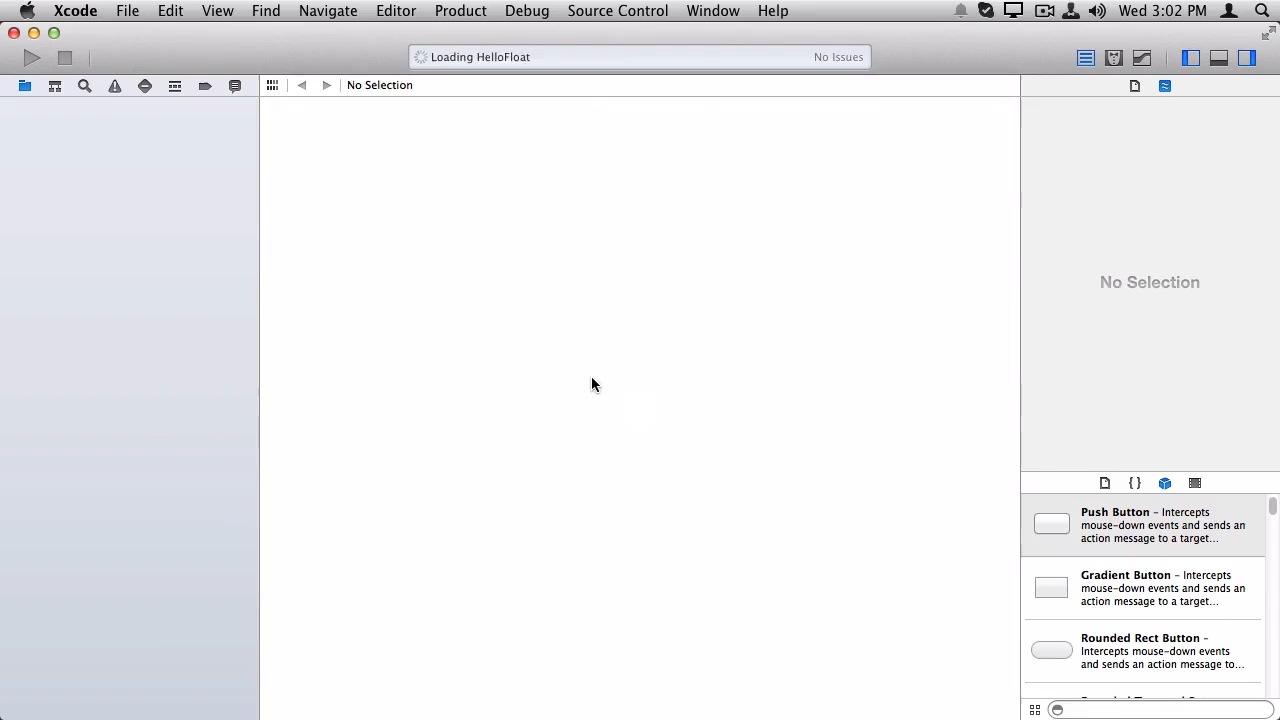 Xcode File Edit View Find Navigate Editor Product Debug Source Control Window Help Wed 3:02 PM
Loading HelloFloat No Issues
No Selection
No Selection
{ }
Push Button – Intercepts
mouse-down events and sends an
action message to a target...
Gradient Button – Intercepts
mouse-down events and sends an
action message to a target...
Rounded Rect Button –
Intercepts mouse-down events
and sends an action message to...